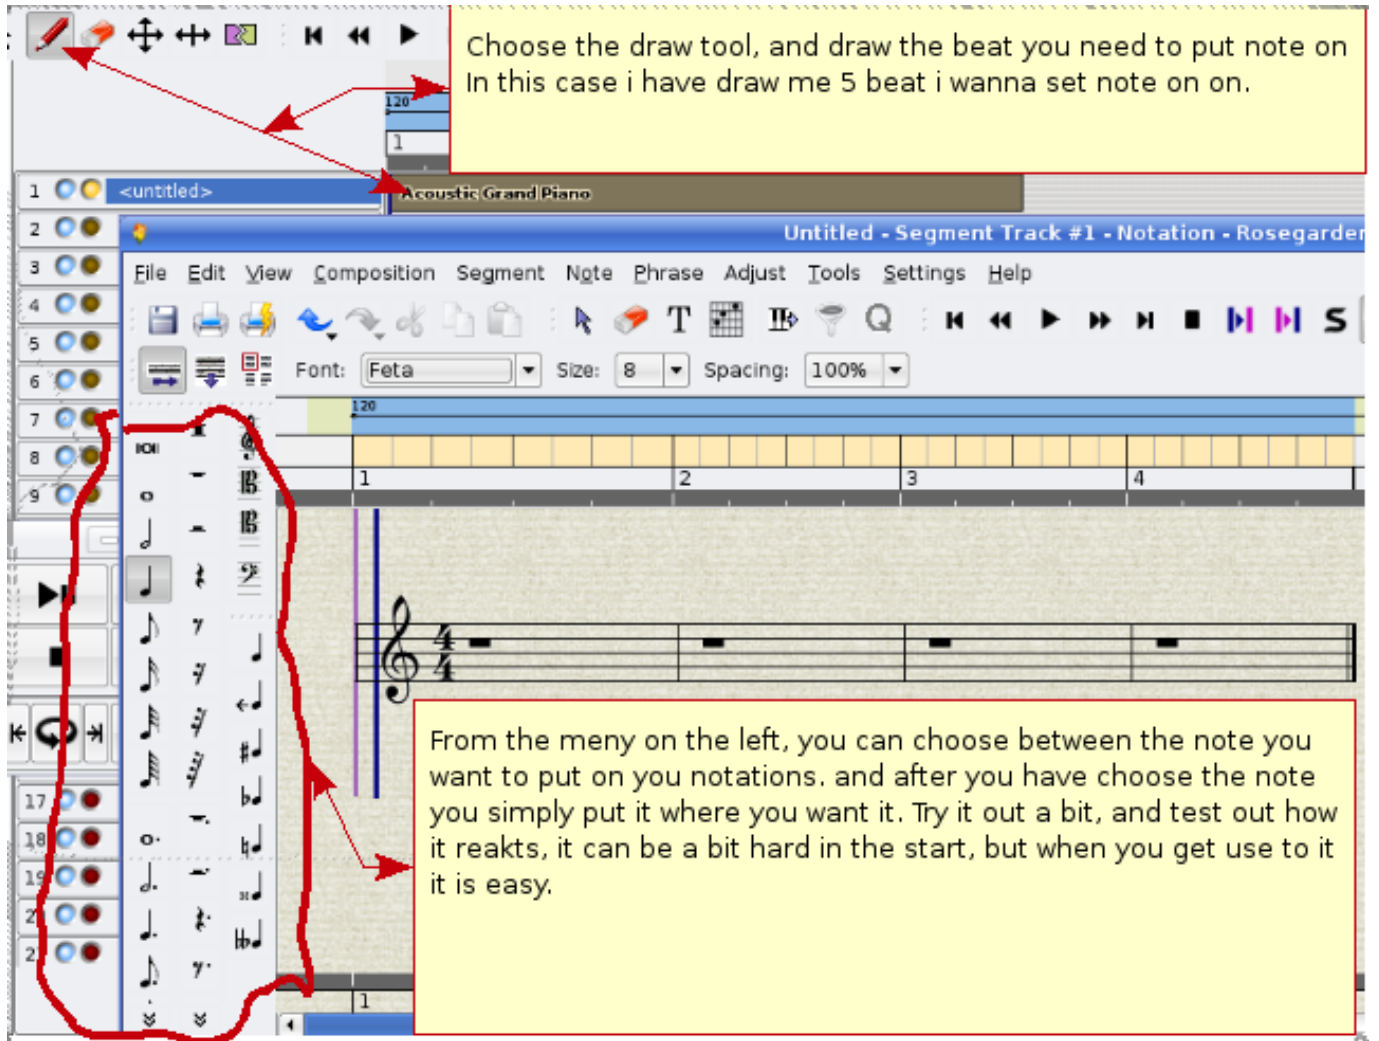 Choose the draw tool, and draw the beat you need to put note on
In this case i have draw me 5 beat i wanna set note on on.
120
1
1 <untitled>
Acoustic Grand Piano
2
Untitled - Segment Track #1 - Notation - Rosegarden
3
File Edit View Composition Segment Note Phrase Adjust Tools Settings Help
4
T Q S
5
6
Font: Feta Size: 8 Spacing: 100%
7
120
8
1 2 3 4
9
From the meny on the left, you can choose between the note you
want to put on you notations. and after you have choose the note
you simply put it where you want it. Try it out a bit, and test out how
it reakts, it can be a bit hard in the start, but when you get use to it
it is easy.
17
18
19
2
2
1